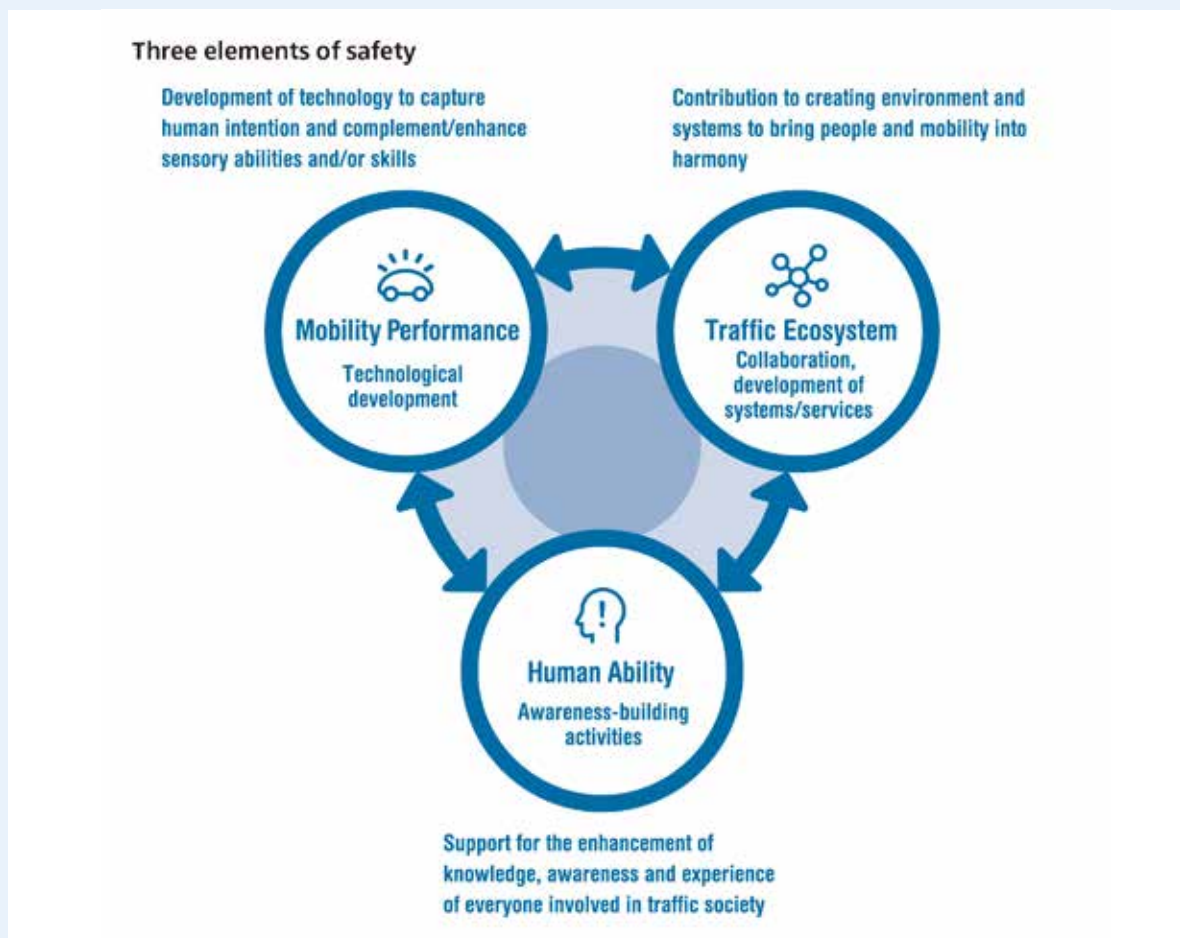 Three elements of safety
Development of technology to capture
human intention and complement/enhance
sensory abilities and/or skills
Contribution to creating environment and
systems to bring people and mobility into
harmony
Mobility Performance
Technological
development
Traffic Ecosystem
Collaboration,
development of
systems/services
Human Ability
Awareness-building
activities
Support for the enhancement of
knowledge, awareness and experience
of everyone involved in traffic society